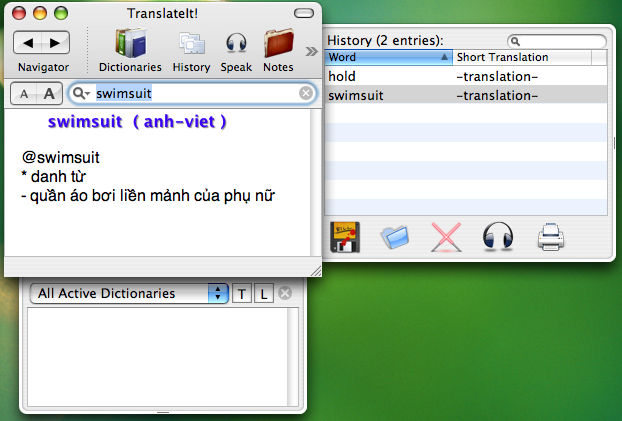 TranslateIt!
Navigator
Dictionaries
History
Speak
Notes
A A
swimsuit
swimsuit ( anh-viet )
@swimsuit
* danh từ
- quần áo bơi liền mảnh của phụ nữ
All Active Dictionaries
T L
History (2 entries):
Word Short Translation
hold -translation-
swimsuit -translation-